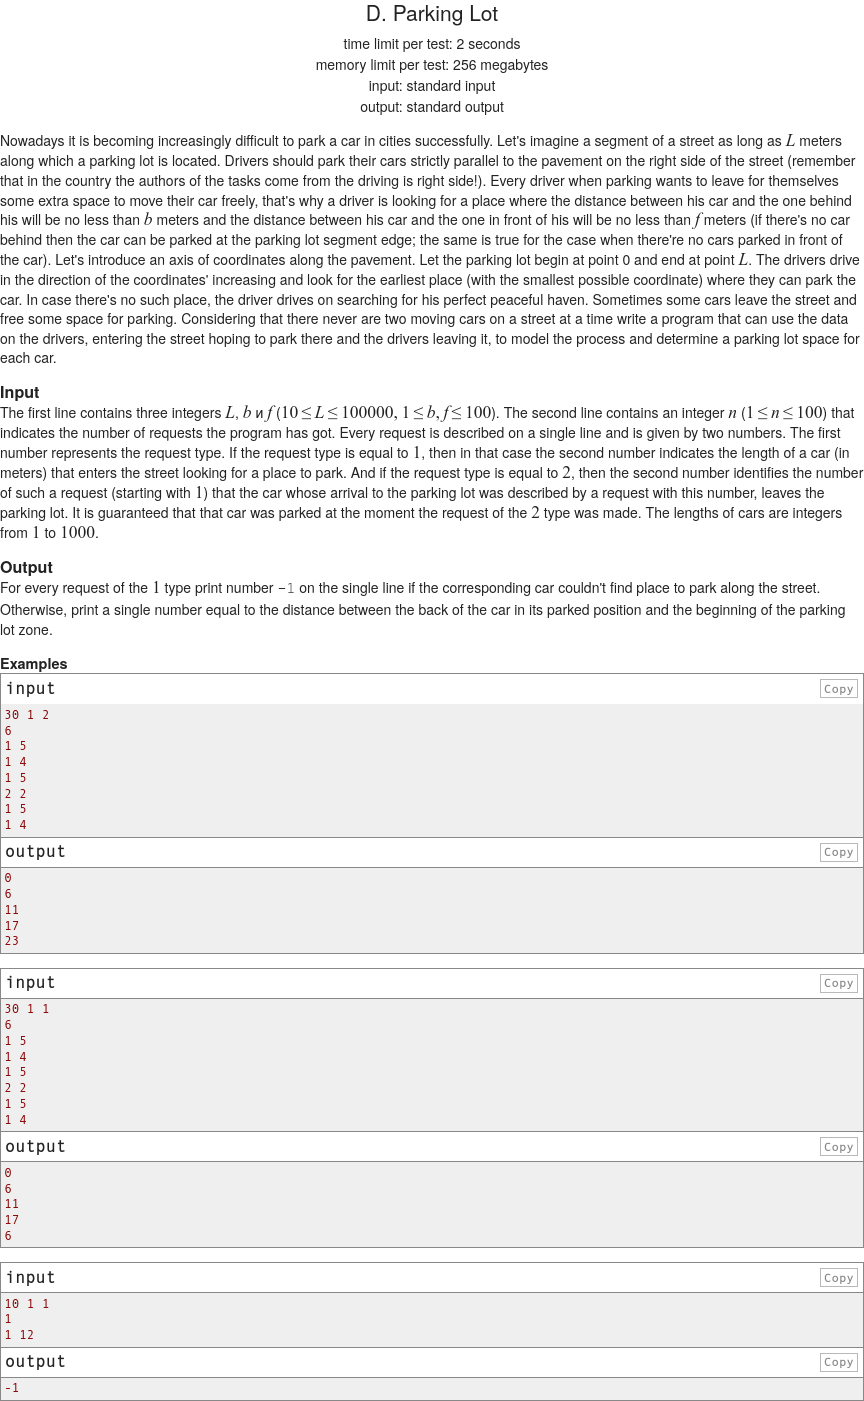 D. Parking Lot
time limit per test: 2 seconds
memory limit per test: 256 megabytes
input: standard input
output: standard output
Nowadays it is becoming increasingly difficult to park a car in cities successfully. Let's imagine a segment of a street as long as L meters
along which a parking lot is located. Drivers should park their cars strictly parallel to the pavement on the right side of the street (remember
that in the country the authors of the tasks come from the driving is right side!). Every driver when parking wants to leave for themselves
some extra space to move their car freely, that's why a driver is looking for a place where the distance between his car and the one behind
his will be no less than b meters and the distance between his car and the one in front of his will be no less than f meters (if there's no car
behind then the car can be parked at the parking lot segment edge; the same is true for the case when there're no cars parked in front of
the car). Let's introduce an axis of coordinates along the pavement. Let the parking lot begin at point 0 and end at point L. The drivers drive
in the direction of the coordinates' increasing and look for the earliest place (with the smallest possible coordinate) where they can park the
car. In case there's no such place, the driver drives on searching for his perfect peaceful haven. Sometimes some cars leave the street and
free some space for parking. Considering that there never are two moving cars on a street at a time write a program that can use the data
on the drivers, entering the street hoping to park there and the drivers leaving it, to model the process and determine a parking lot space for
each car.
Input
The first line contains three integers L, b и f (10 ≤ L ≤ 100000, 1 ≤ b, f ≤ 100). The second line contains an integer n (1 ≤ n ≤ 100) that
indicates the number of requests the program has got. Every request is described on a single line and is given by two numbers. The first
number represents the request type. If the request type is equal to 1, then in that case the second number indicates the length of a car (in
meters) that enters the street looking for a place to park. And if the request type is equal to 2, then the second number identifies the number
of such a request (starting with 1) that the car whose arrival to the parking lot was described by a request with this number, leaves the
parking lot. It is guaranteed that that car was parked at the moment the request of the 2 type was made. The lengths of cars are integers
from 1 to 1000.
Output
For every request of the 1 type print number −1 on the single line if the corresponding car couldn't find place to park along the street.
Otherwise, print a single number equal to the distance between the back of the car in its parked position and the beginning of the parking
lot zone.
Examples
input Copy
30 1 2
6
1 5
1 4
1 5
2 2
1 5
1 4
output Copy
0
6
11
17
23
input Copy
30 1 1
6
1 5
1 4
1 5
2 2
1 5
1 4
output Copy
0
6
11
17
6
input Copy
10 1 1
1
1 12
output Copy
-1